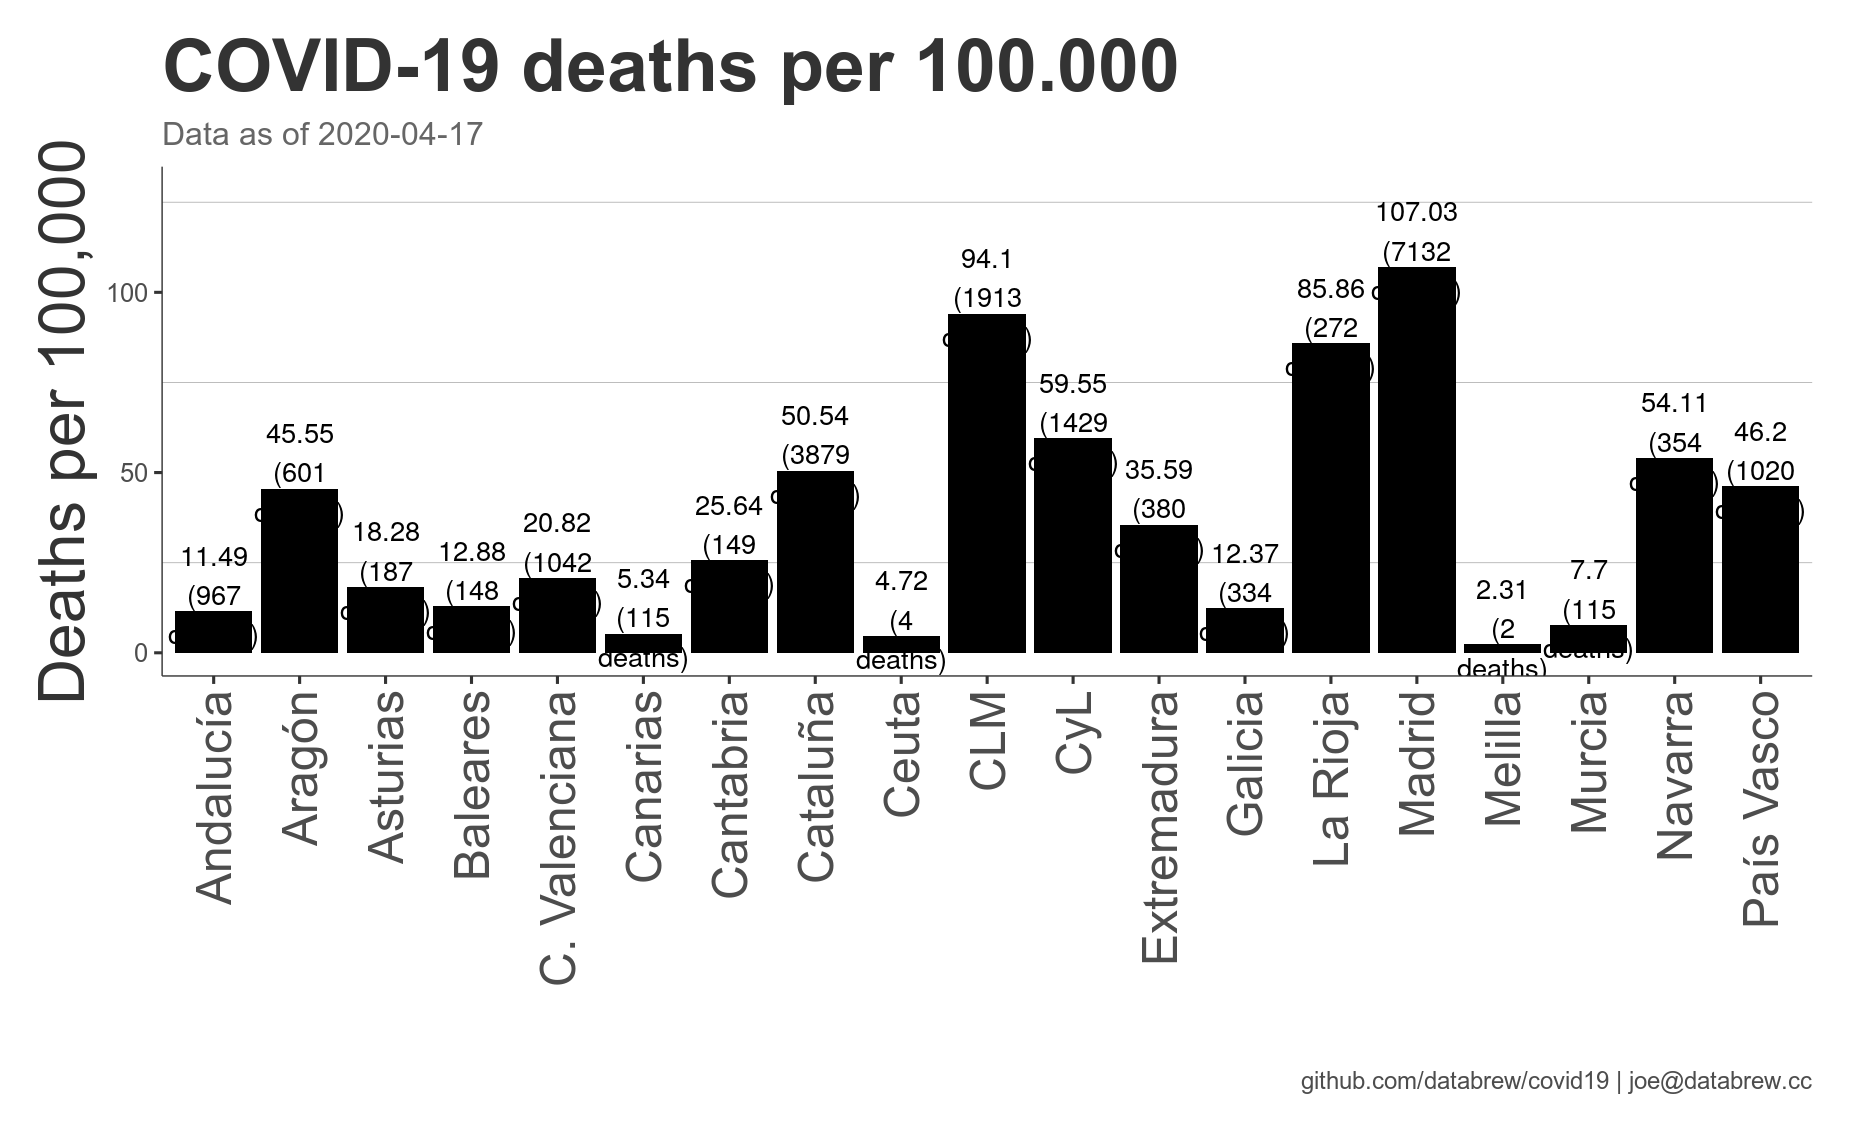 COVID-19 deaths per 100.000
Data as of 2020-04-17
Deaths per 100,000
100
50
0
11.49
(967
45.55
(601
18.28
(187
12.88
(148
20.82
(1042
5.34
(115
deaths)
25.64
(149
50.54
(3879
4.72
(4
deaths)
94.1
(1913
59.55
(1429
35.59
(380
12.37
(334
85.86
(272
107.03
(7132
2.31
(2
deaths)
7.7
(115
deaths)
54.11
(354
46.2
(1020
Andalucía
Aragón
Asturias
Baleares
C. Valenciana
Canarias
Cantabria
Cataluña
Ceuta
CLM
CyL
Extremadura
Galicia
La Rioja
Madrid
Melilla
Murcia
Navarra
País Vasco
github.com/databrew/covid19 | joe@databrew.cc